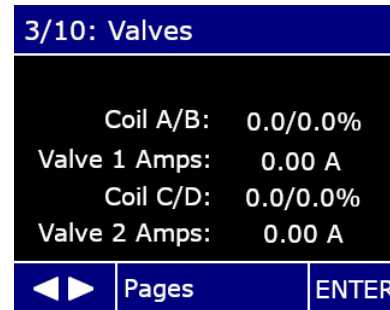 3/10: Valves
Coil A/B: 0.0/0.0%
Valve 1 Amps: 0.00 A
Coil C/D: 0.0/0.0%
Valve 2 Amps: 0.00 A
Pages ENTER